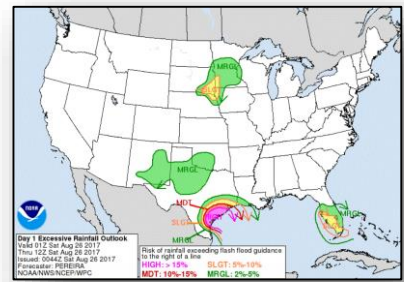 MRGL
SLGT
MRGL
MDT
SLGT
MRGL
MRGL
noaa
Day 1 Excessive Rainfall Outlook
Valid 01Z Sat Aug 26 2017
Thru 12Z Sat Aug 26 2017
Issued: 0044Z Sat Aug 26 2017
Forecaster: PEREIRA
NOAA/NWS/NCEP/WPC
Risk of rainfall exceeding flash flood guidance
to the right of a line
HIGH: > 15% SLGT: 5%-10%
MDT: 10%-15% MRGL: 2%-5%